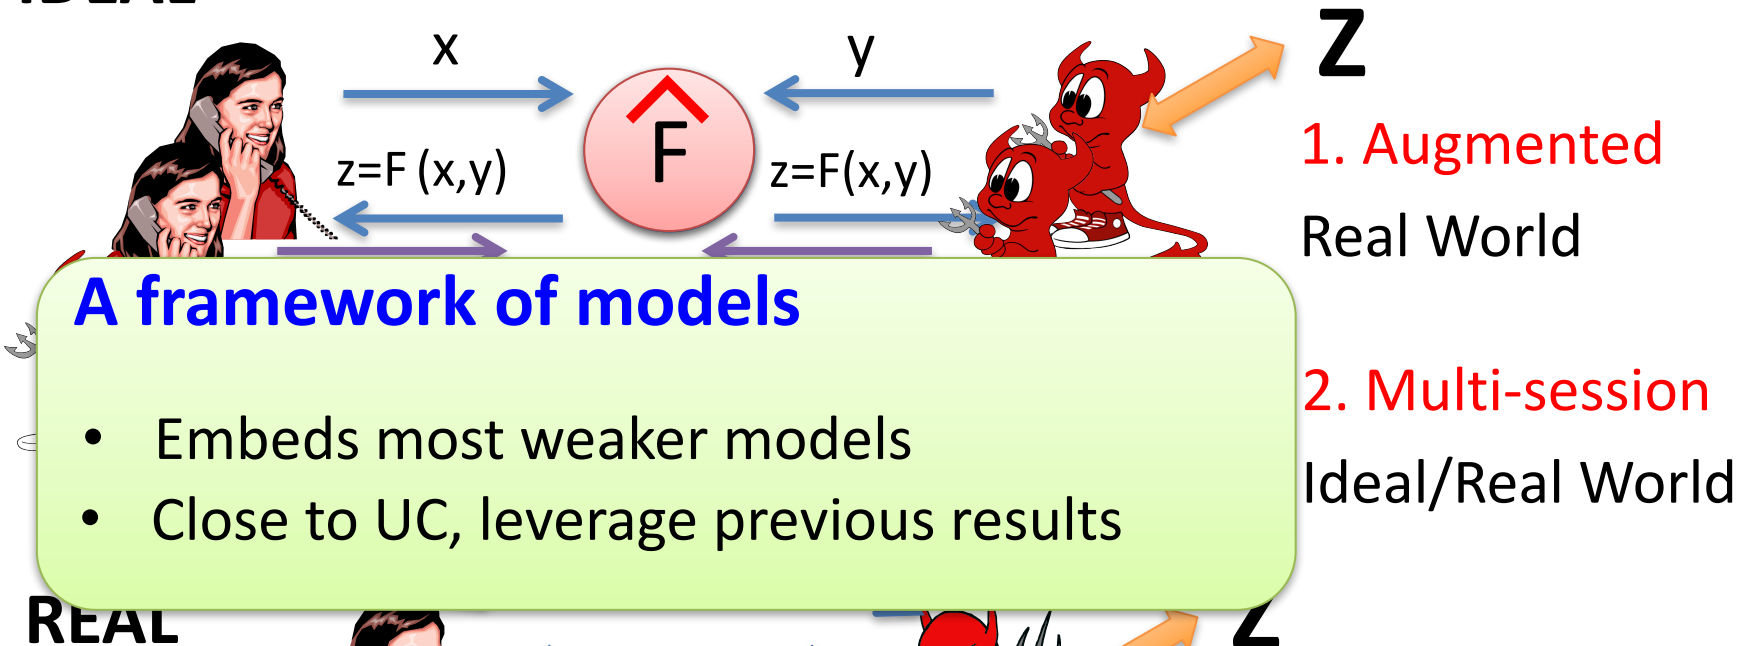 IDEAL
x
y
Z
F
z=F (x,y)
z=F(x,y)
1. Augmented
Real World
A framework of models
• Embeds most weaker models
• Close to UC, leverage previous results
2. Multi-session
Ideal/Real World
REAL
Z